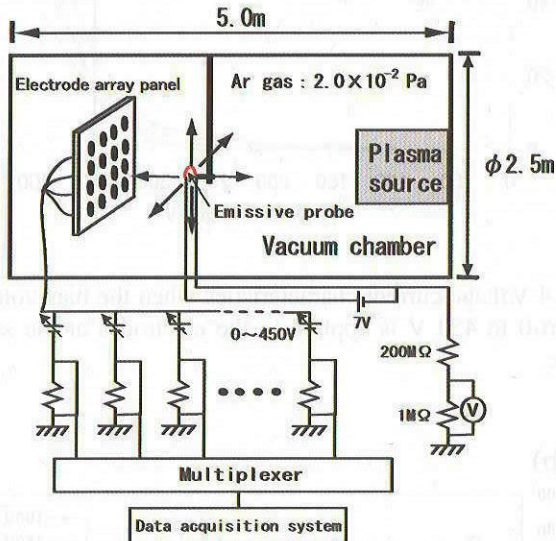 5.0m
Electrode array panel
Ar gas : 2.0×10⁻² Pa
Plasma
source
φ2.5m
Emissive probe
Vacuum chamber
7V
0--450V
200MΩ
1MΩ
V
Multiplexer
Data acquisition system